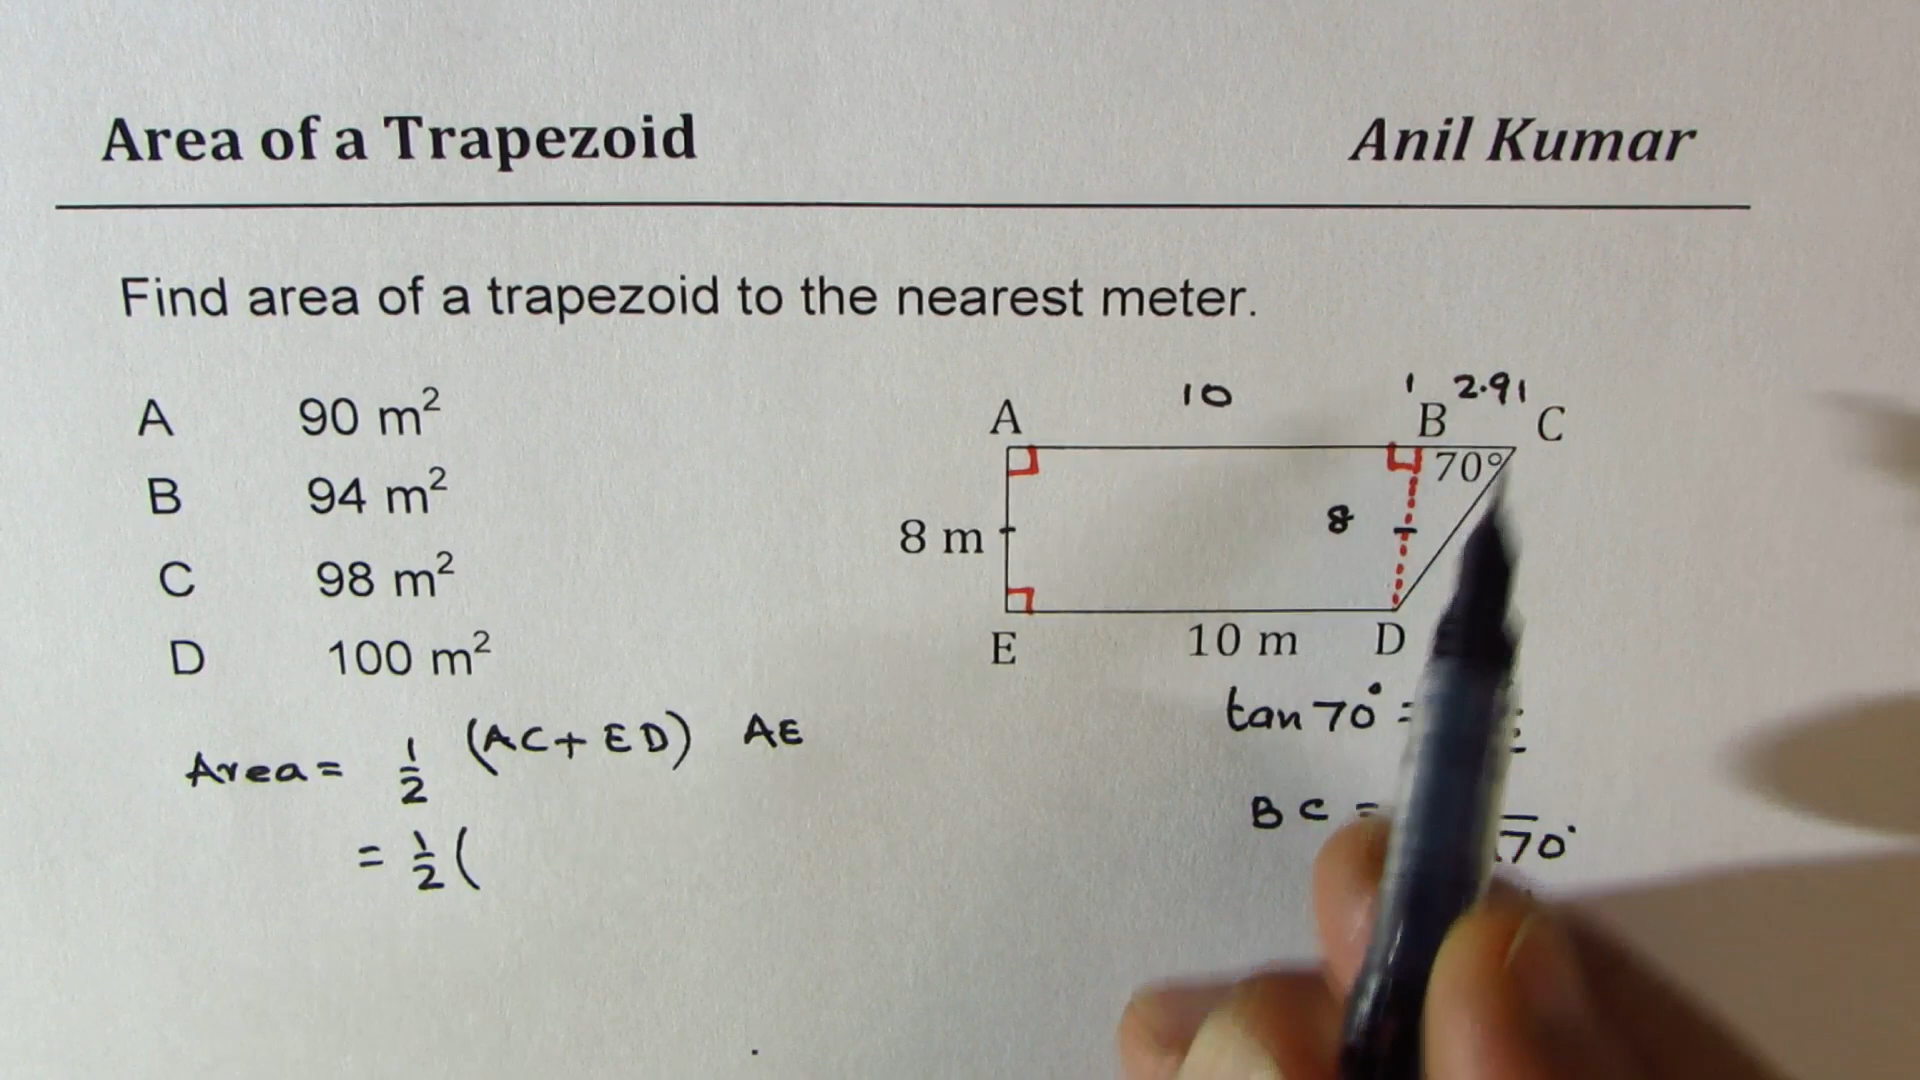 Area of a Trapezoid
Anil Kumar
Find area of a trapezoid to the nearest meter.
A 90 m²
B 94 m²
C 98 m²
D 100 m²
10
2.91
A
B
C
70°
8 m
8
E
10 m
D
tan 70° =
BC =
70°
Area = 1/2 (AC + ED) AE
= 1/2 (